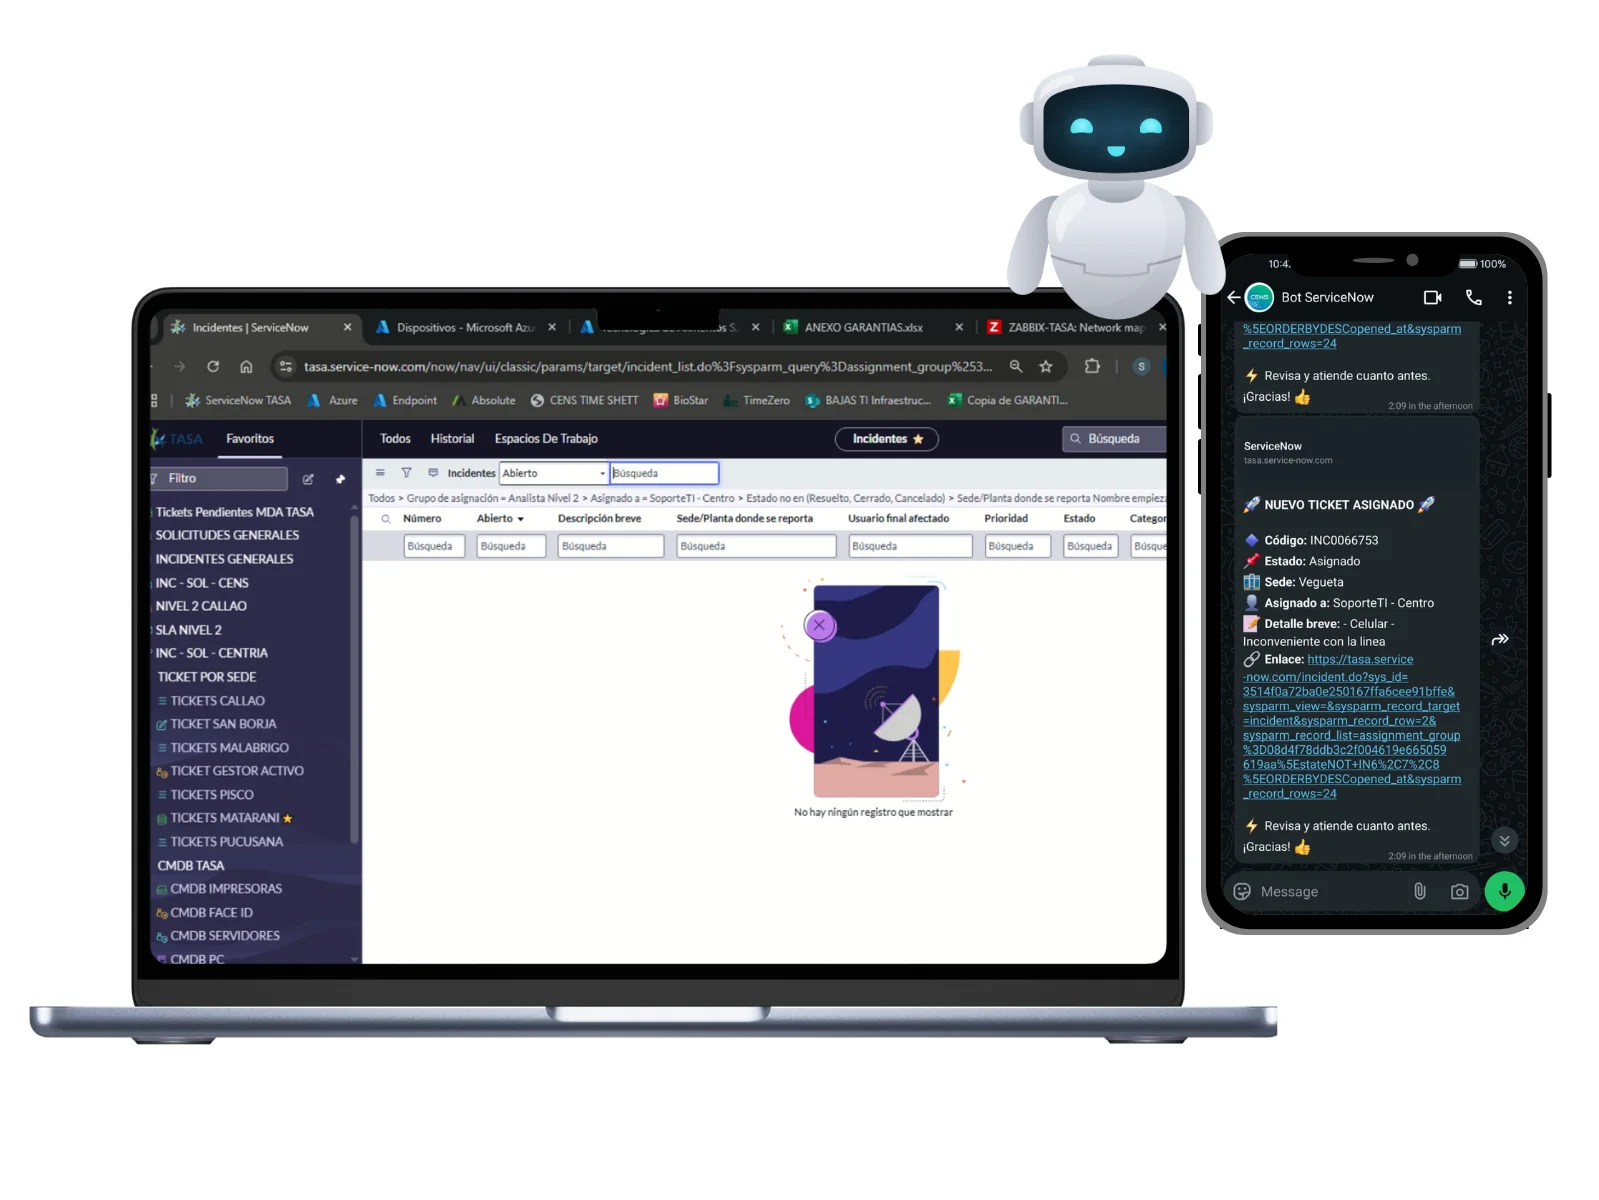 Incidentes | ServiceNow
Dispositivos - Microsoft Azu
ANEXO GARANTIAS.xlsx
ZABBIX-TASA: Network map
tasa.service-now.com/now/nav/ui/classic/params/target/incident_list.do%3Fsysparm_query%3Dassignment_group%253...
S
ServiceNow TASA
Azure
Endpoint
Absolute
CENS TIME SHETT
BioStar
TimeZero
BAJAS TI Infraestruc...
Copia de GARANTI...
TASA
Favoritos
Todos
Historial
Espacios De Trabajo
Incidentes
Búsqueda
Filtro
Tickets Pendientes MDA TASA
SOLICITUDES GENERALES
INCIDENTES GENERALES
INC - SOL - CENS
NIVEL 2 CALLAO
SLA NIVEL 2
INC - SOL - CENTRIA
TICKET POR SEDE
TICKETS CALLAO
TICKET SAN BORJA
TICKETS MALABRIGO
TICKET GESTOR ACTIVO
TICKETS PISCO
TICKETS MATARANI
TICKETS PUCUSANA
CMDB TASA
CMDB IMPRESORAS
CMDB FACE ID
CMDB SERVIDORES
CMDB PC
Incidentes
Abierto
Búsqueda
Todos > Grupo de asignación = Analista Nivel 2 > Asignado a = SoporteTI - Centro > Estado no en (Resuelto, Cerrado, Cancelado) > Sede/Planta donde se reporta Nombre empieza
Número Abierto Descripción breve Sede/Planta donde se reporta Usuario final afectado Prioridad Estado Categor
Búsqueda Búsqueda Búsqueda Búsqueda Búsqueda Búsqueda Búsqueda Búsque
No hay ningún registro que mostrar
100%
CENS
Bot ServiceNow
%5EORDERBYDESCopened_at&sysparm
_record_rows=24
⚡ Revisa y atiende cuanto antes.
¡Gracias! 👍
2:09 in the afternoon
ServiceNow
tasa.service-now.com
🚀 NUEVO TICKET ASIGNADO 🚀
🔷 Código: INC0066753
📌 Estado: Asignado
🏢 Sede: Vegueta
👤 Asignado a: SoporteTI - Centro
📝 Detalle breve: - Celular -
Inconveniente con la linea
🔗 Enlace: https://tasa.service
-now.com/incident.do?sys_id=
3514f0a72ba0e250167ffa6cee91bffe&
sysparm_view=&sysparm_record_target
=incident&sysparm_record_row=2&
sysparm_record_list=assignment_group
%3D08d4f78ddb3c2f004619e665059
619aa%5EstateNOT+IN6%2C7%2C8
%5EORDERBYDESCopened_at&sysparm
_record_rows=24
⚡ Revisa y atiende cuanto antes.
¡Gracias! 👍
2:09 in the afternoon
Message